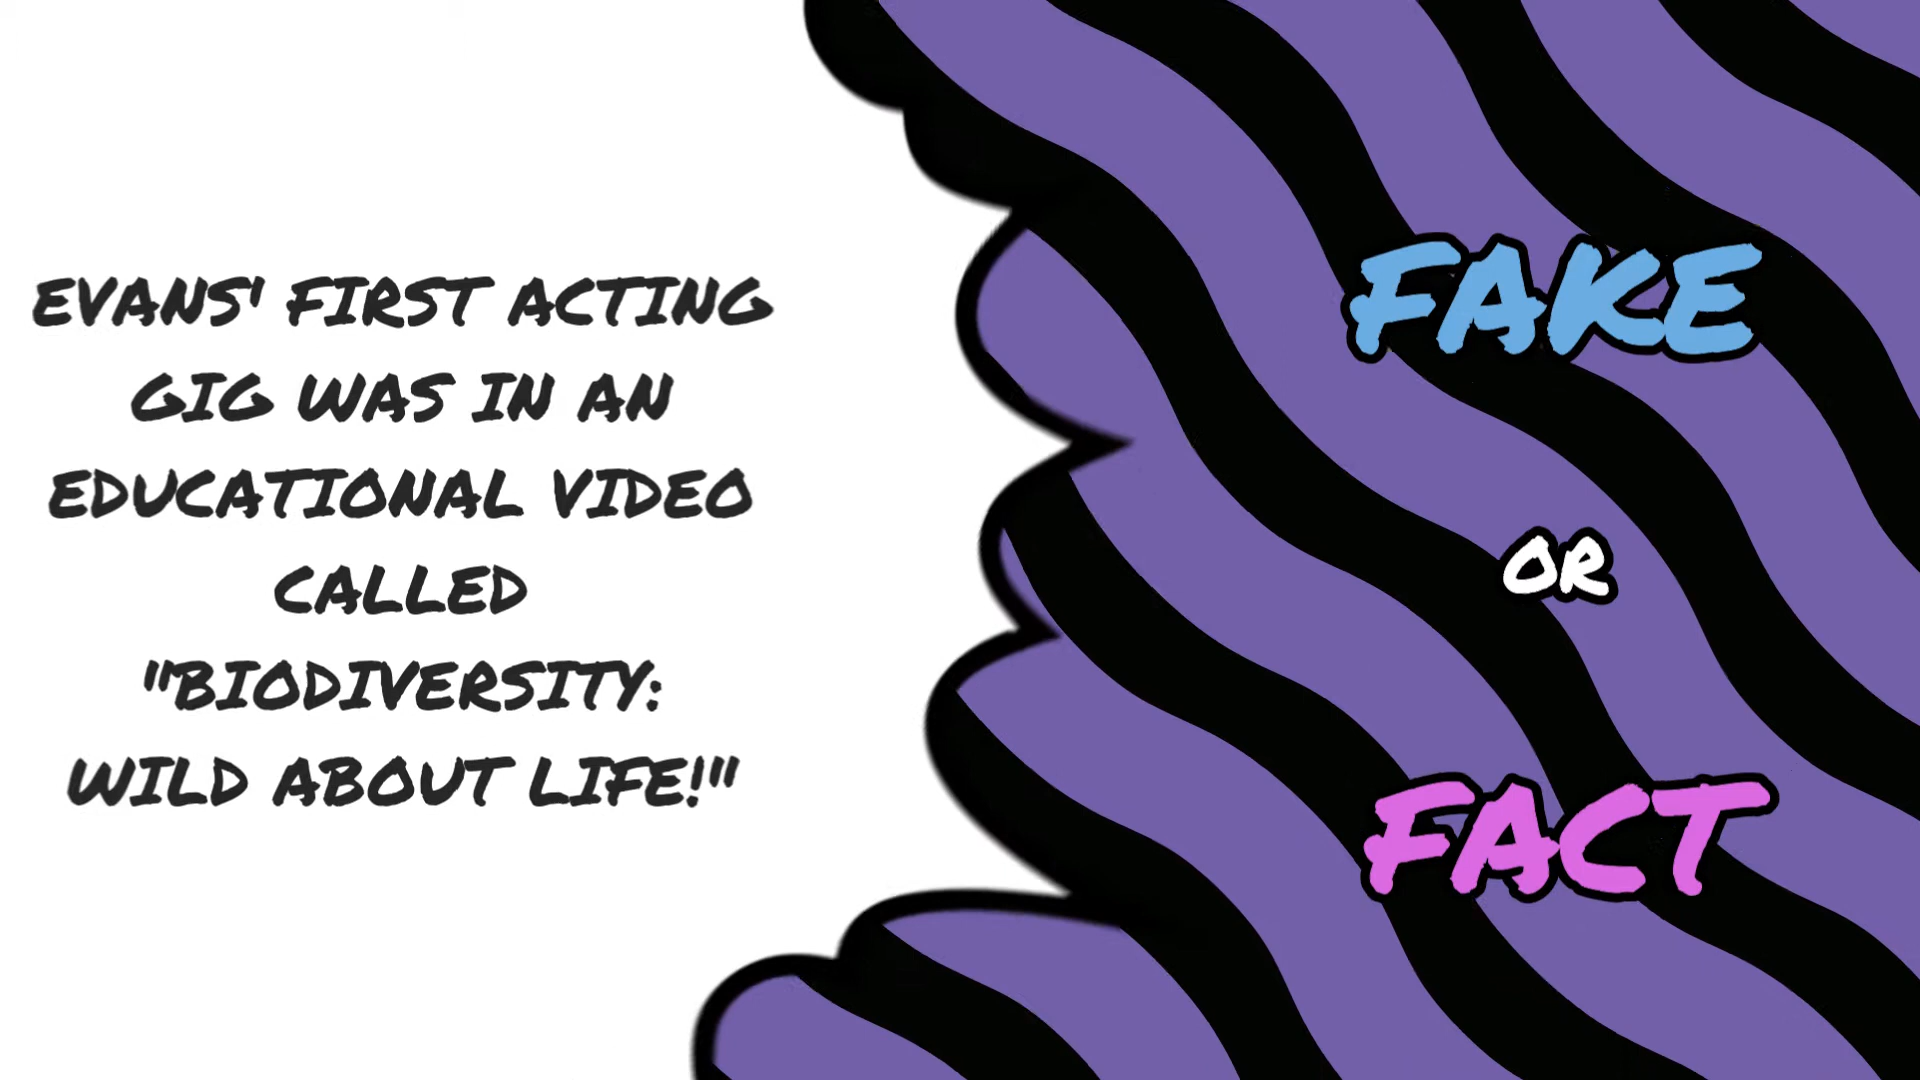 EVANS' FIRST ACTING
GIG WAS IN AN
EDUCATIONAL VIDEO
CALLED
"BIODIVERSITY:
WILD ABOUT LIFE!"
FAKE
OR
FACT